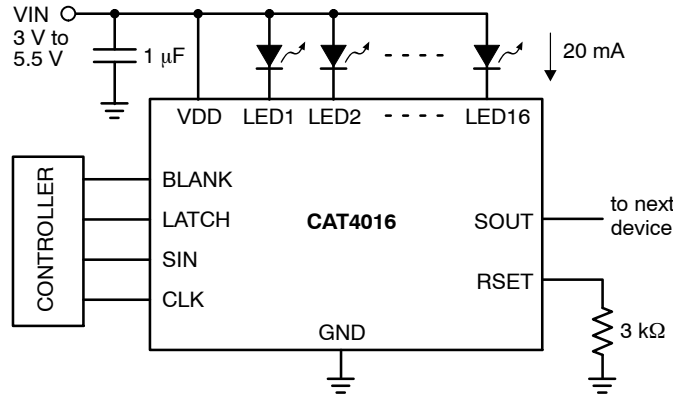 VIN
3 V to
5.5 V
1 μF
20 mA
VDD
LED1
LED2
LED16
CONTROLLER
BLANK
LATCH
SIN
CLK
CAT4016
SOUT
to next
device
RSET
GND
3 kΩ